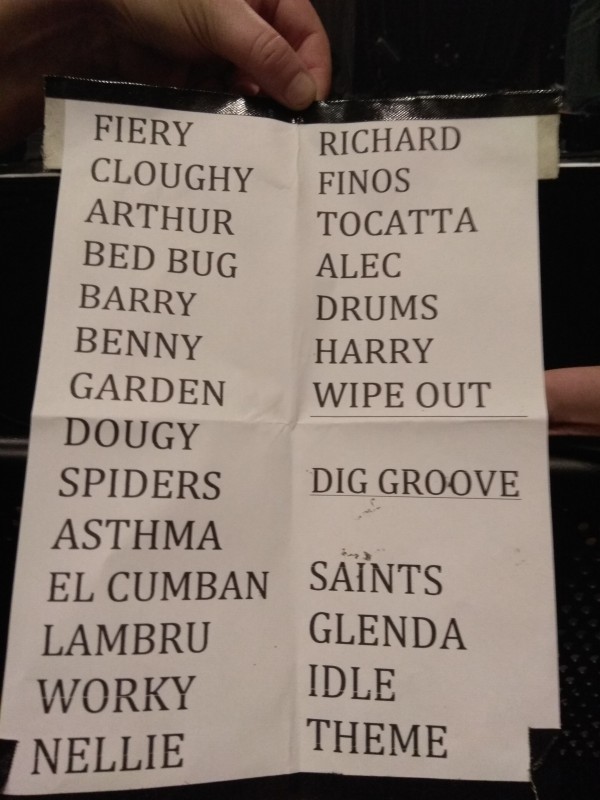 FIERY
CLOUGHY
ARTHUR
BED BUG
BARRY
BENNY
GARDEN
DOUGY
SPIDERS
ASTHMA
EL CUMBAN
LAMBRU
WORKY
NELLIE
RICHARD
FINOS
TOCATTA
ALEC
DRUMS
HARRY
WIPE OUT
DIG GROOVE
SAINTS
GLENDA
IDLE
THEME